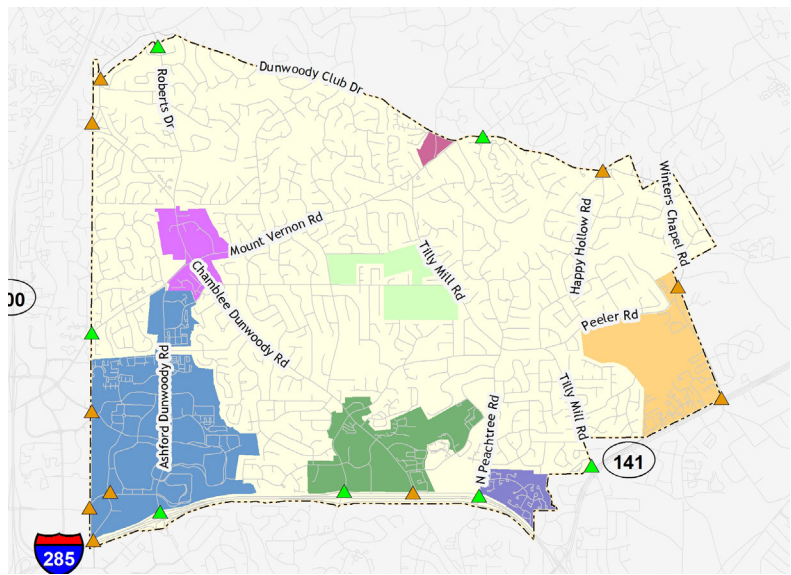 Dunwoody Club Dr
Roberts Dr
Winters Chapel Rd
Mount Vernon Rd
Happy Hollow Rd
Tilly Mill Rd
Chamblee Dunwoody Rd
00
Peeler Rd
Ashford Dunwoody Rd
Tilly Mill Rd
N Peachtree Rd
141
285